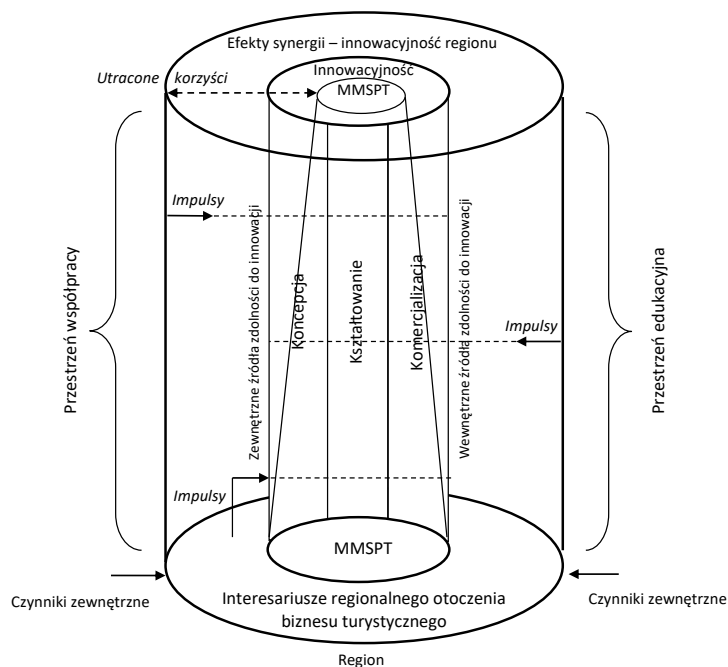 Efekty synergii – innowacyjność regionu
Innowacyjność
MMSPT
Utracone korzyści
Impulsy
Przestrzeń współpracy
Zewnętrzne źródła zdolności do innowacji
Koncepcja
Kształtowanie
Komercjalizacja
Wewnętrzne źródła zdolności do innowacji
Przestrzeń edukacyjna
Impulsy
Impulsy
MMSPT
Czynniki zewnętrzne
Interesariusze regionalnego otoczenia
biznesu turystycznego
Czynniki zewnętrzne
Region